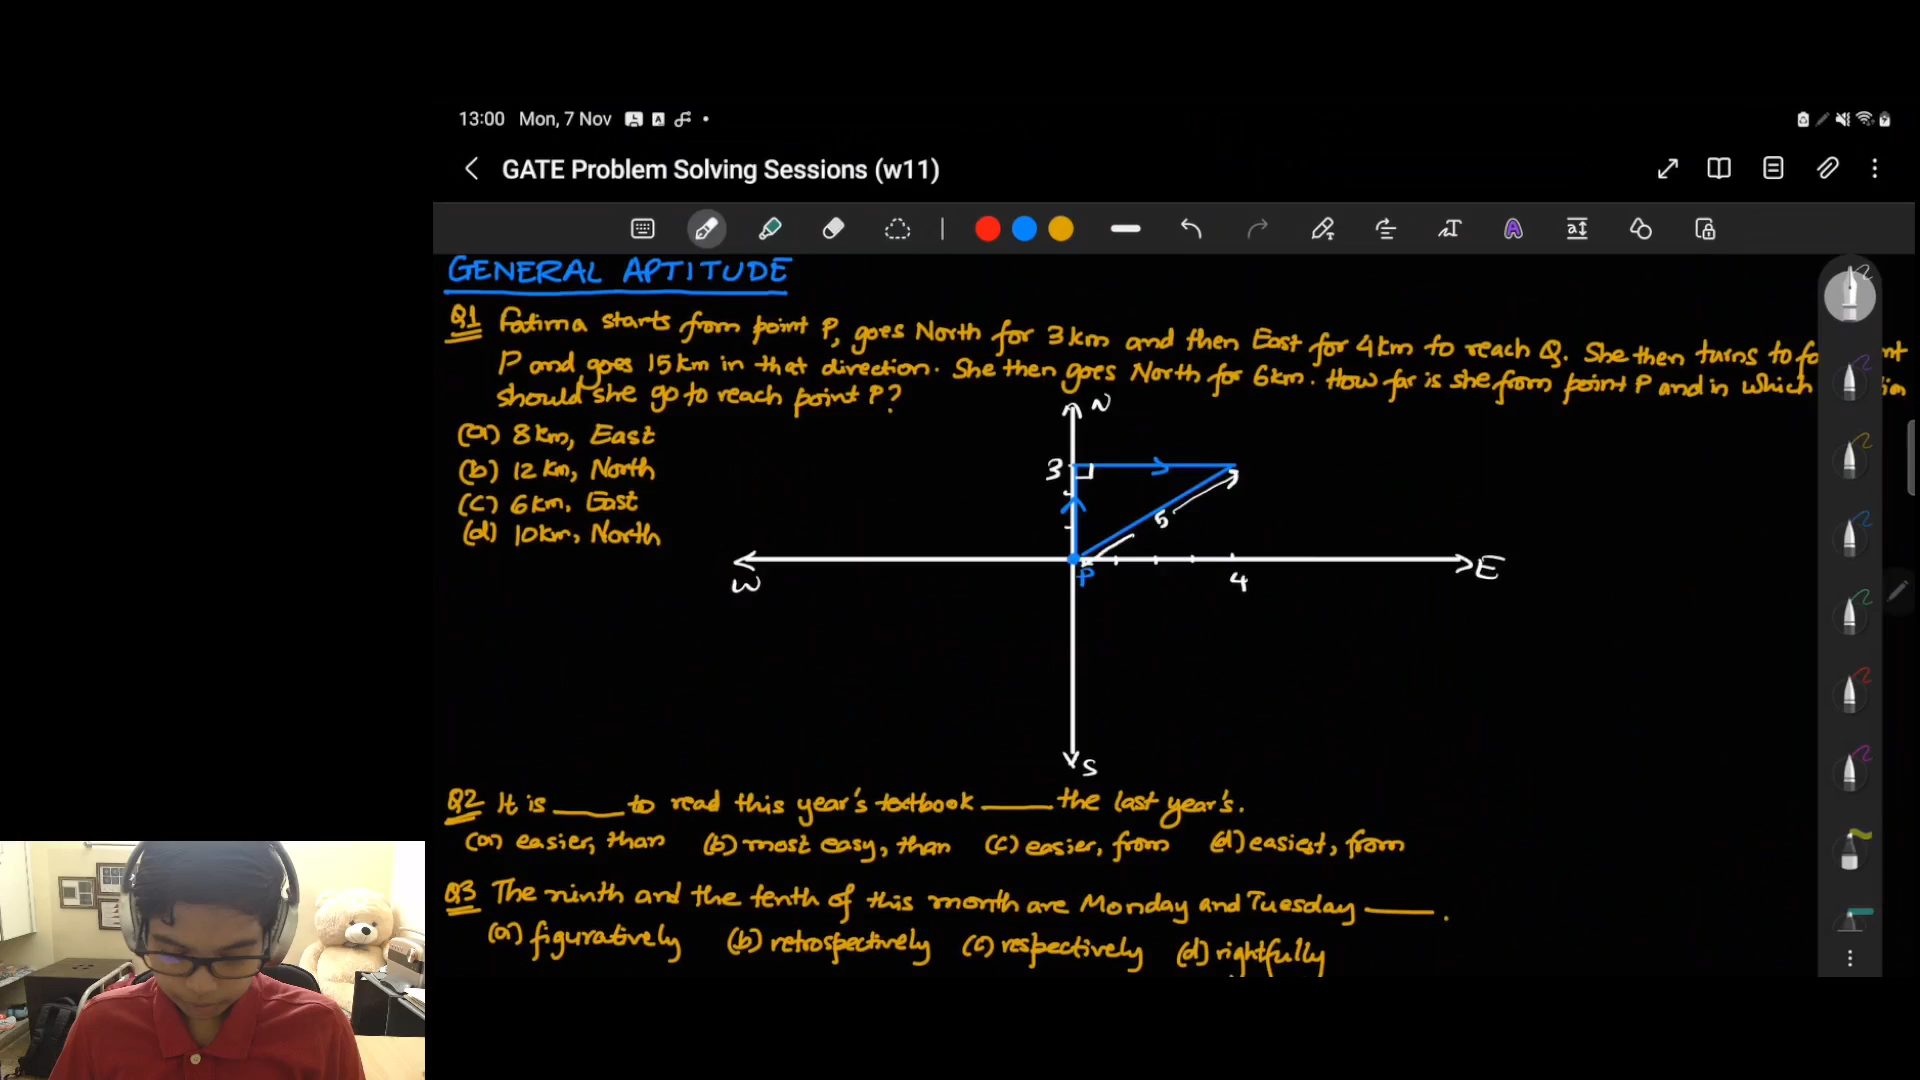 13:00 Mon, 7 Nov
GATE Problem Solving Sessions (w11)
GENERAL APTITUDE
Q1 Fatima starts from point P, goes North for 3km and then East for 4km to reach Q. She then turns to
P and goes 15km in that direction. She then goes North for 6km. How far is she from point P and in which
should she go to reach point P?
(a) 8km, East
(b) 12km, North
(c) 6km, East
(d) 10km, North
N
3
5
P
4
W
E
S
Q2 It is _____ to read this year's textbook _____ the last year's.
(a) easier, than (b) most easy, than (c) easier, from (d) easiest, from
Q3 The ninth and the tenth of this month are Monday and Tuesday _____.
(a) figuratively (b) retrospectively (c) respectively (d) rightfully